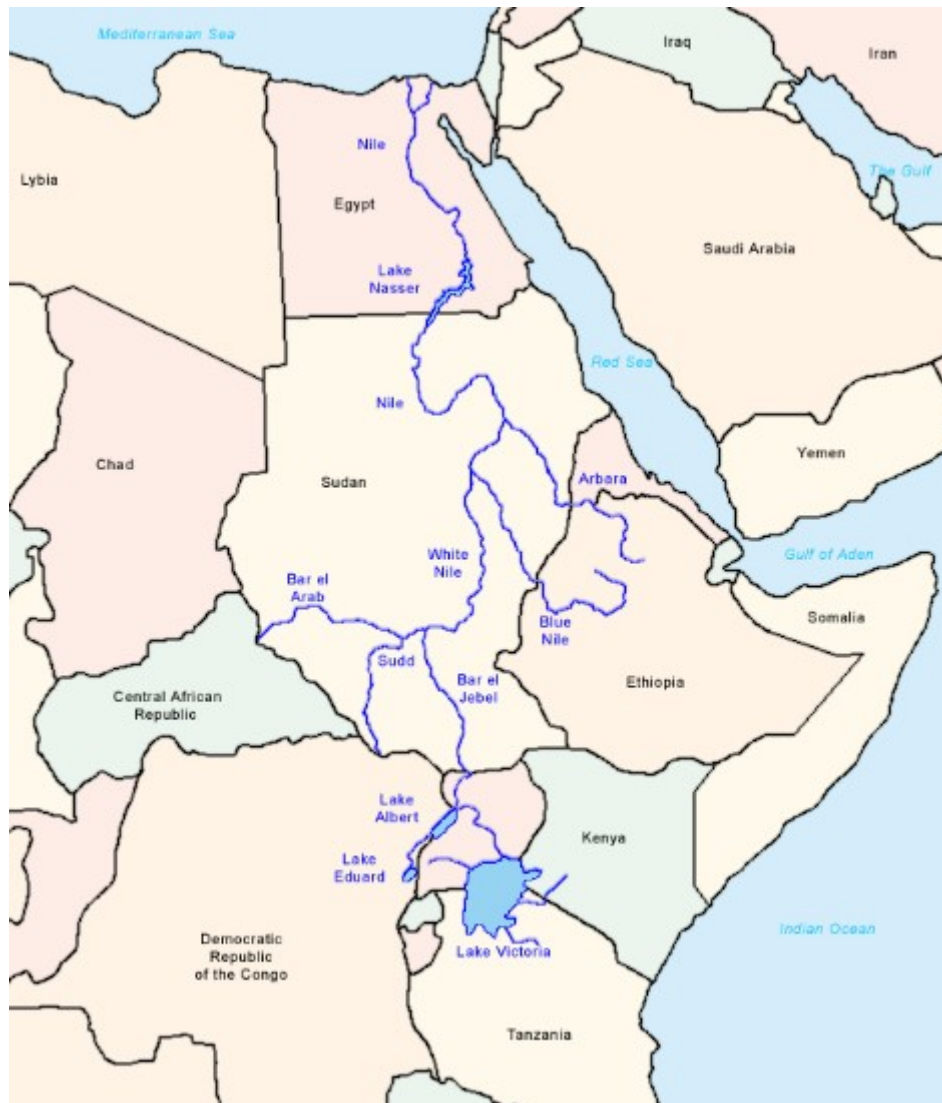 Mediterranean Sea
Iraq
Iran
Nile
The Gulf
Lybia
Egypt
Saudi Arabia
Lake
Nasser
Red Sea
Nile
Chad
Sudan
Yemen
Arbara
White
Nile
Gulf of Aden
Bar el
Arab
Somalia
Blue
Nile
Sudd
Bar el
Jebel
Ethiopia
Central African
Republic
Lake
Albert
Kenya
Lake
Eduard
Indian Ocean
Democratic
Republic
of the Congo
Lake Victoria
Tanzania